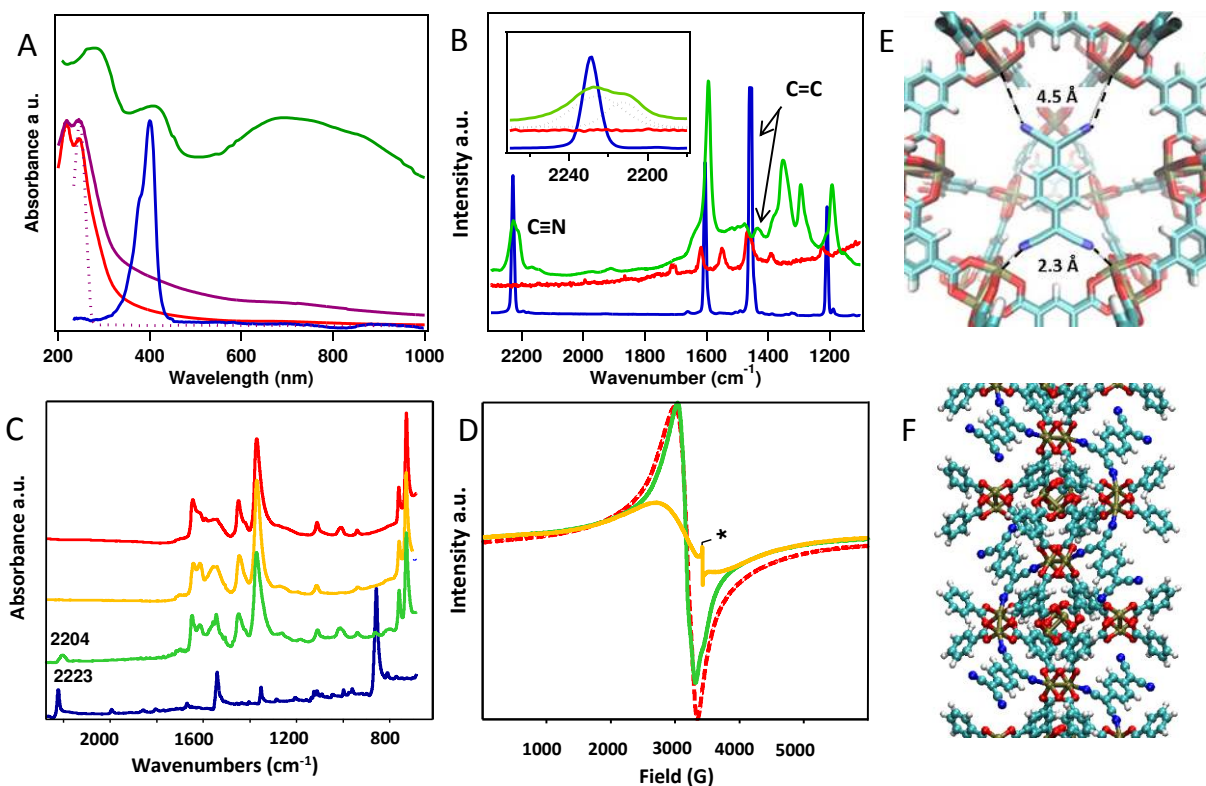 A
Absorbance a u.
200
400
600
800
1000
Wavelength (nm)
B
Intensity a.u.
2240
2200
C=C
C≡N
2200
2000
1800
1600
1400
1200
Wavenumber (cm-1)
E
4.5 Å
2.3 Å
C
Absorbance a.u.
2204
2223
2000
1600
1200
800
Wavenumbers (cm-1)
D
Intensity a.u.
*
1000
2000
3000
4000
5000
Field (G)
F